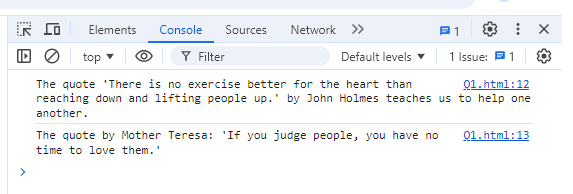 Elements Console Sources Network 1
top Filter Default levels 1 Issue: 1
The quote 'There is no exercise better for the heart than Q1.html:12
reaching down and lifting people up.' by John Holmes teaches us to help one
another.
The quote by Mother Teresa: 'If you judge people, you have no Q1.html:13
time to love them.'